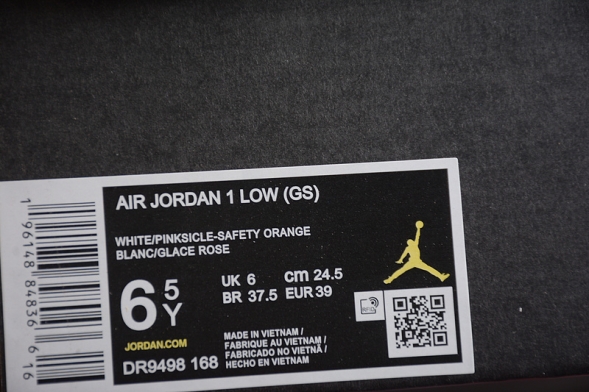 AIR JORDAN 1 LOW (GS)
WHITE/PINKSICLE-SAFETY ORANGE
BLANC/GLACE ROSE
6 5 Y
UK 6 cm 24.5
BR 37.5 EUR 39
JORDAN.COM
DR9498 168
MADE IN VIETNAM /
FABRIQUE AU VIETNAM /
FABRICADO NO VIETNÃ /
HECHO EN VIETNAM
1 96148 84836 6 16